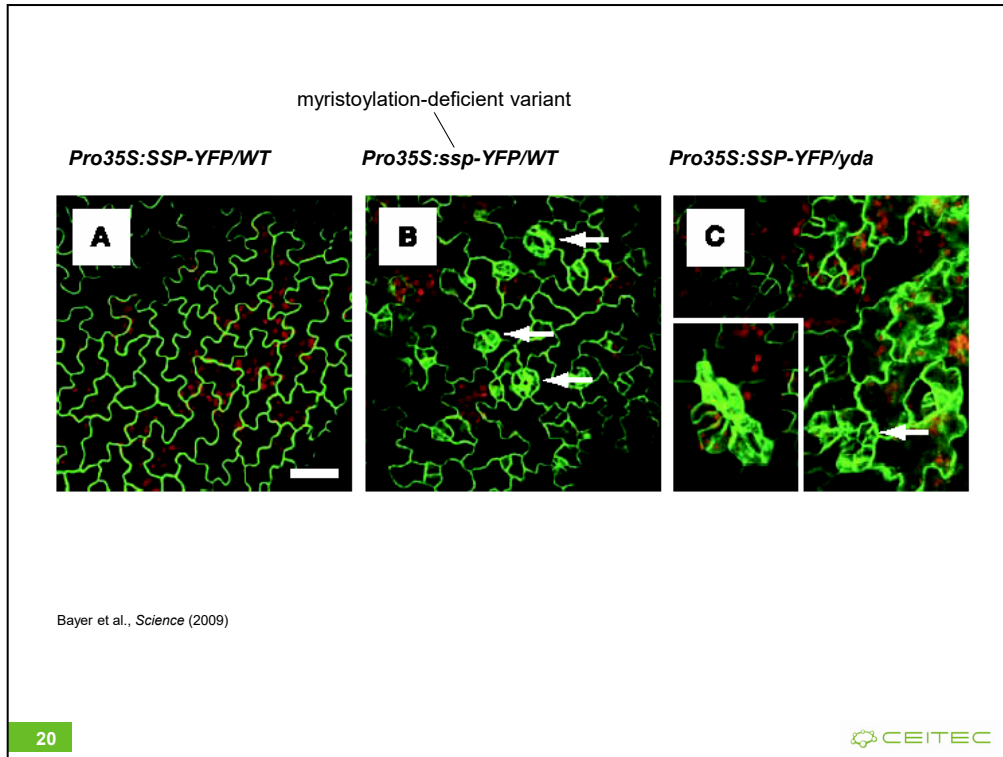 myristoylation-deficient variant
Pro35S:SSP-YFP/WT
Pro35S:ssp-YFP/WT
Pro35S:SSP-YFP/yda
A
B
C
Bayer et al., Science (2009)
20
CEITEC